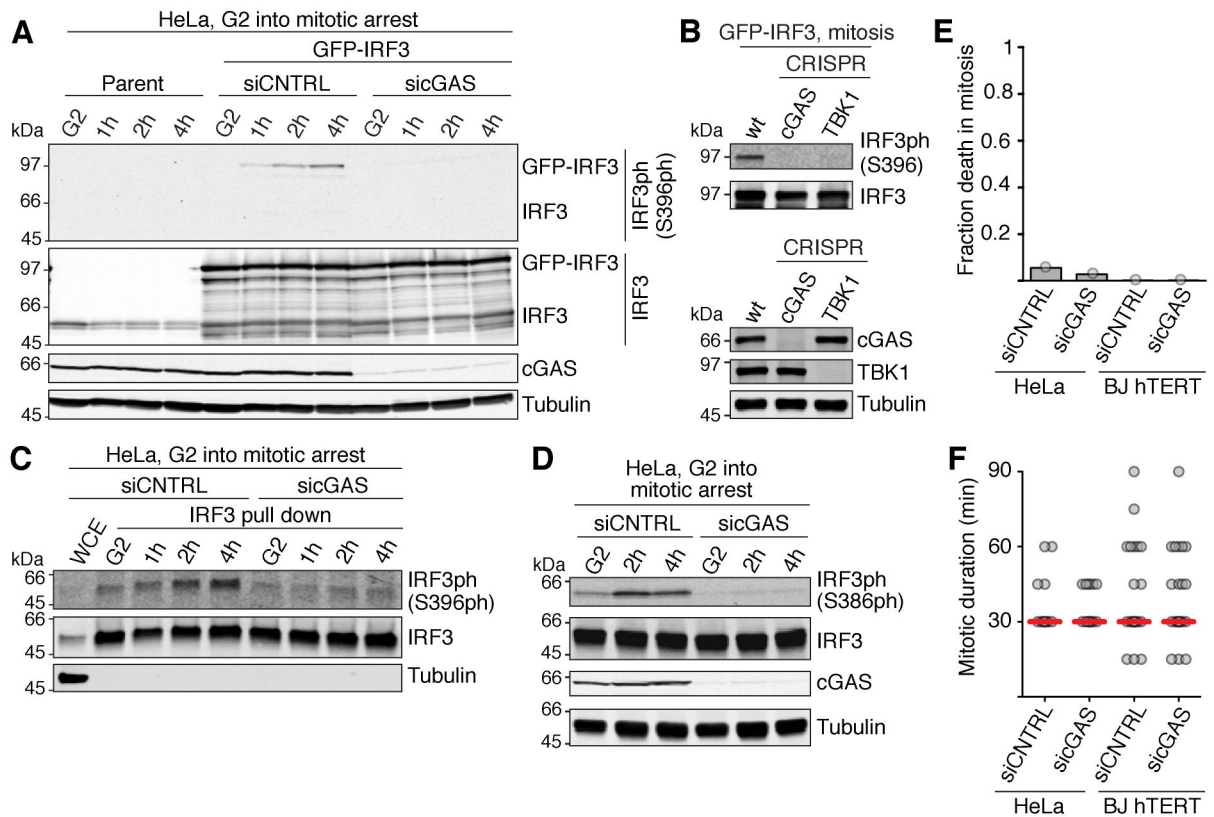 A
HeLa, G2 into mitotic arrest
GFP-IRF3
Parent siCNTRL sicGAS
kDa G2 1h 2h 4h G2 1h 2h 4h G2 1h 2h 4h
97 GFP-IRF3
66 IRF3
45
IRF3ph
(S396ph)
97 GFP-IRF3
66
IRF3
45
IRF3
66 cGAS
Tubulin
45
B
GFP-IRF3, mitosis
CRISPR
kDa wt cGAS TBK1
97 IRF3ph
(S396)
97 IRF3
CRISPR
kDa wt cGAS TBK1
66 cGAS
97 TBK1
45 Tubulin
C
HeLa, G2 into mitotic arrest
siCNTRL sicGAS
IRF3 pull down
kDa WCE G2 1h 2h 4h G2 1h 2h 4h
66 IRF3ph
45 (S396ph)
66 IRF3
45
66 Tubulin
45
D
HeLa, G2 into
mitotic arrest
siCNTRL sicGAS
kDa G2 2h 4h G2 2h 4h
66 IRF3ph
(S386ph)
66 IRF3
45
66 cGAS
66 Tubulin
45
E
Fraction death in mitosis
1
0.8
0.6
0.4
0.2
0
siCNTRL sicGAS siCNTRL sicGAS
HeLa BJ hTERT
F
Mitotic duration (min)
90
60
30
siCNTRL sicGAS siCNTRL sicGAS
HeLa BJ hTERT